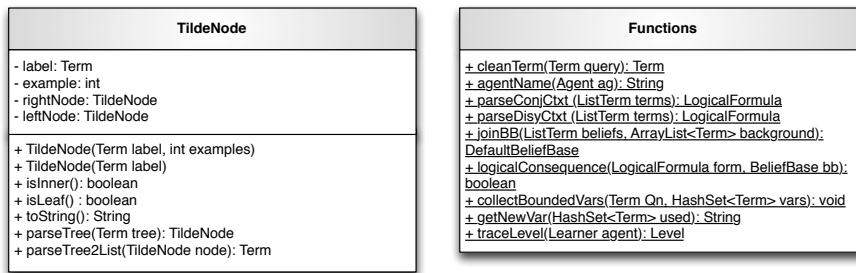 TildeNode
- label: Term
- example: int
- rightNode: TildeNode
- leftNode: TildeNode
+ TildeNode(Term label, int examples)
+ TildeNode(Term label)
+ isInner(): boolean
+ isLeaf() : boolean
+ toString(): String
+ parseTree(Term tree): TildeNode
+ parseTree2List(TildeNode node): Term
Functions
+ cleanTerm(Term query): Term
+ agentName(Agent ag): String
+ parseConjCtxt (ListTerm terms): LogicalFormula
+ parseDisyCtxt (ListTerm terms): LogicalFormula
+ joinBB(ListTerm beliefs, ArrayList<Term> background):
DefaultBeliefBase
+ logicalConsequence(LogicalFormula form, BeliefBase bb):
boolean
+ collectBoundedVars(Term Qn, HashSet<Term> vars): void
+ getNewVar(HashSet<Term> used): String
+ traceLevel(Learner agent): Level